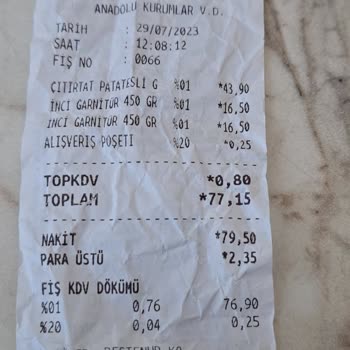 ANADOLU KURUMLAR V.D.
TARİH : 29/07/2023
SAAT : 12:08:12
FİŞ NO : 0066
ÇITIRTAT PATATESLİ G %01 *43,90
İNCİ GARNİTÜR 450 GR %01 *16,50
İNCİ GARNİTÜR 450 GR %01 *16,50
ALIŞVERİŞ POŞETİ %20 *0,25
TOPKDV *0,80
TOPLAM *77,15
NAKİT *79,50
PARA ÜSTÜ *2,35
FİŞ KDV DÖKÜMÜ
%01 0,76 76,90
%20 0,04 0,25